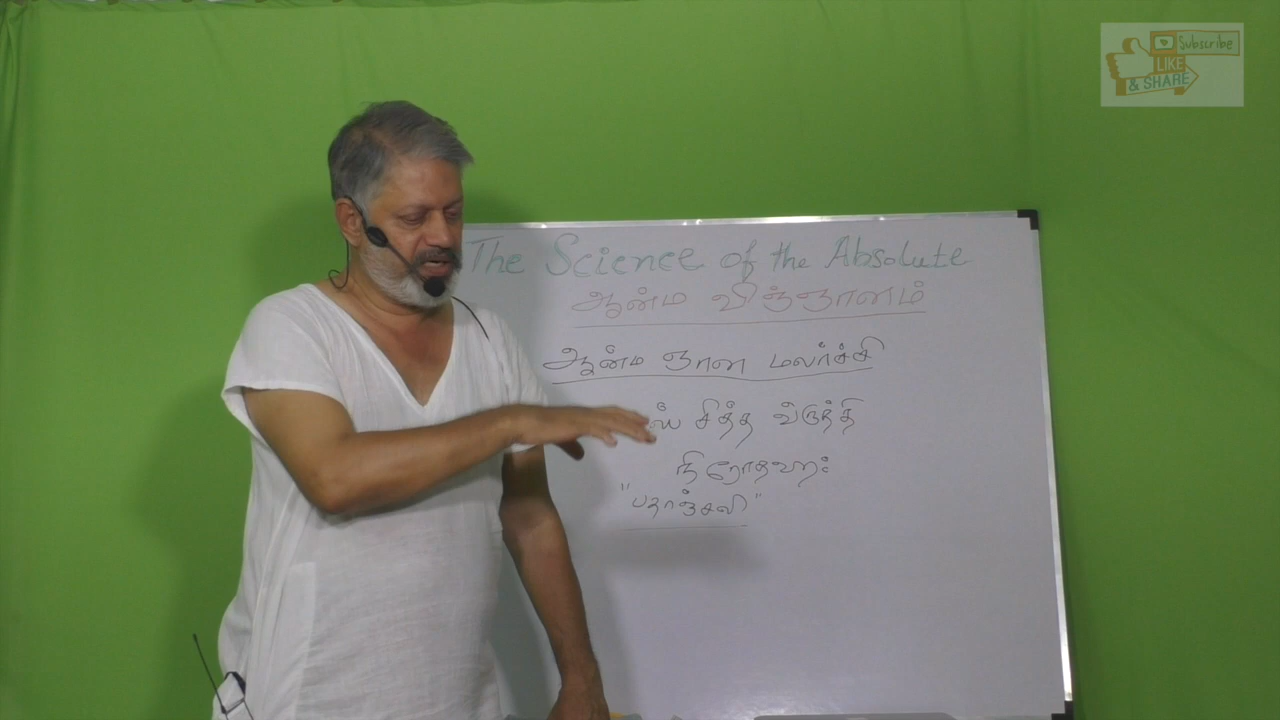 Subscribe
LIKE
& SHARE
The Science of the Absolute
ஆன்ம விஞ்ஞானம்
ஆன்ம ஞான மலர்ச்சி
சித்த விருத்தி
நிரோதஹ:
"பதாஞ்சலி"